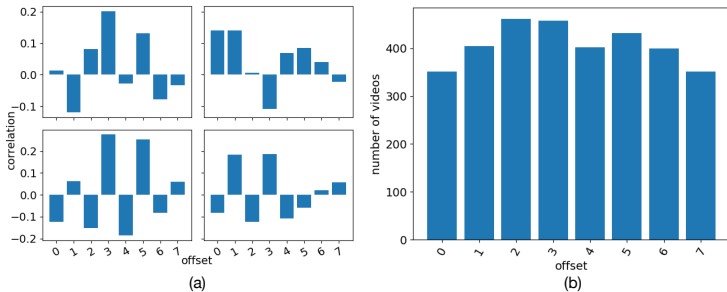 0.2
0.1
0.0
−0.1
0.2
0.1
0.0
−0.1
−0.2
correlation
0 1 2 3 4 5 6 7
0 1 2 3 4 5 6 7
offset
(a)
400
300
200
100
0
number of videos
0 1 2 3 4 5 6 7
offset
(b)